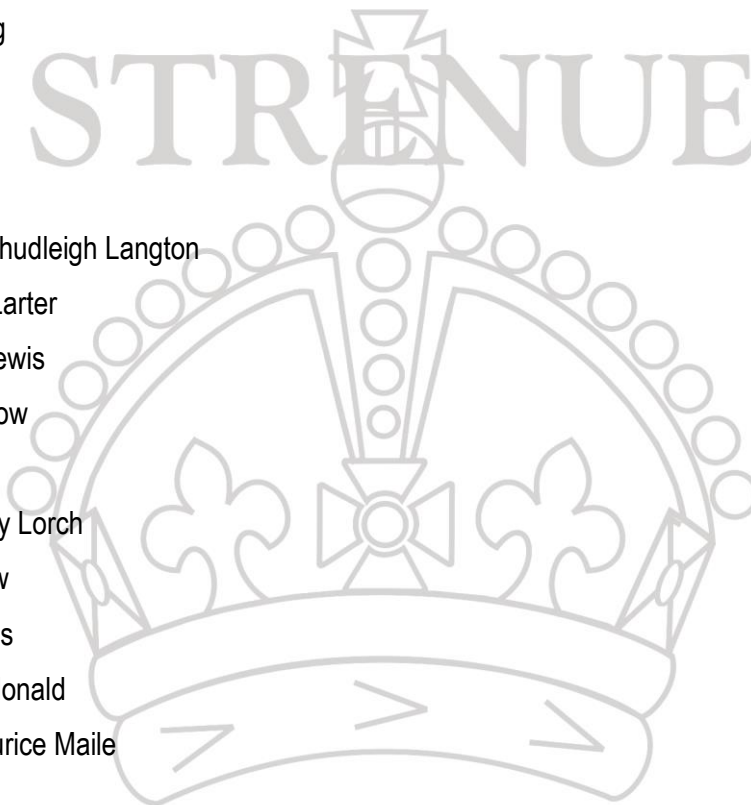 g
STRENUE
hudleigh Langton
arter
ewis
ow
y Lorch
w
s
onald
urice Maile